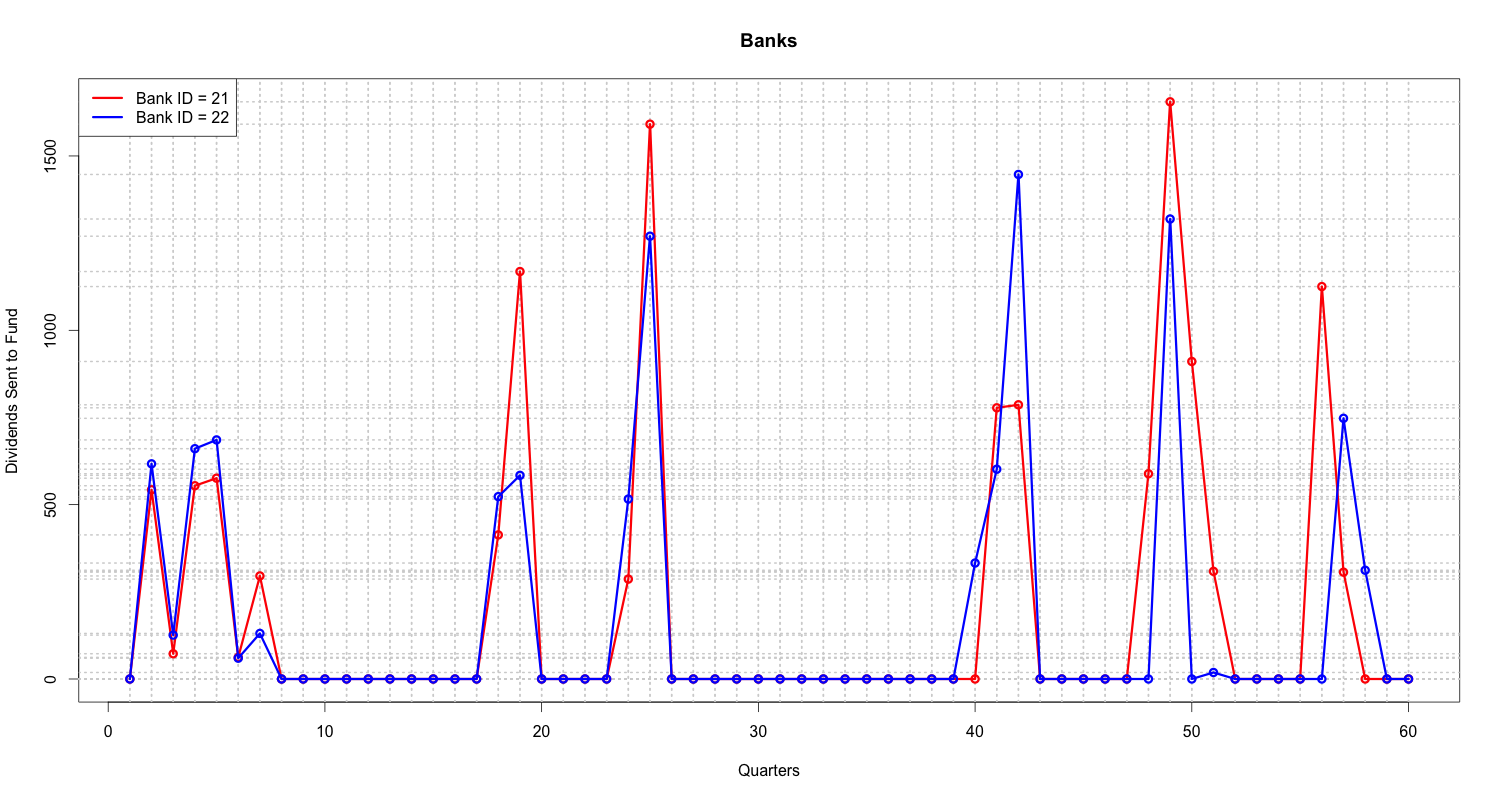 Banks
Bank ID = 21
Bank ID = 22
Dividends Sent to Fund
1500
1000
500
0
0 10 20 30 40 50 60
Quarters